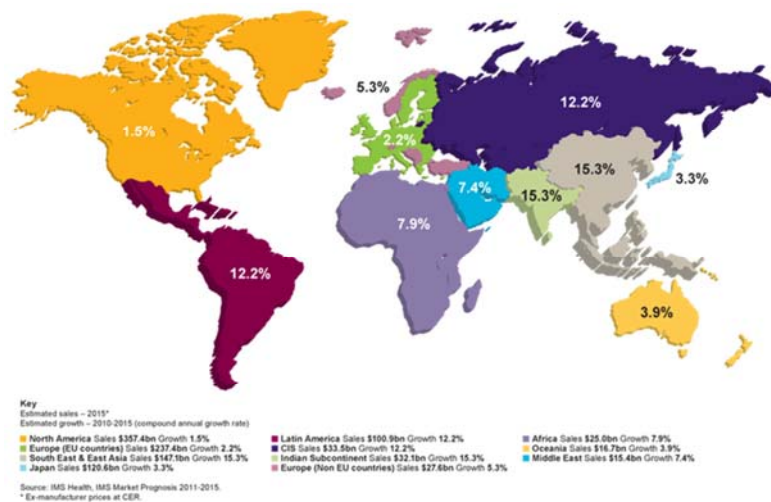 5.3%
1.5%
12.2%
2.2%
15.3%
3.3%
7.4%
15.3%
7.9%
12.2%
3.9%
Key
Estimated sales – 2015*
Estimated growth – 2010-2015 (compound annual growth rate)
North America Sales $357.4bn Growth 1.5%
Europe (EU countries) Sales $237.4bn Growth 2.2%
South East & East Asia Sales $147.1bn Growth 15.3%
Japan Sales $120.6bn Growth 3.3%
Latin America Sales $100.9bn Growth 12.2%
CIS Sales $33.5bn Growth 12.2%
Indian Subcontinent Sales $32.1bn Growth 15.3%
Europe (Non EU countries) Sales $27.6bn Growth 5.3%
Africa Sales $25.0bn Growth 7.9%
Oceania Sales $16.7bn Growth 3.9%
Middle East Sales $15.4bn Growth 7.4%
Source: IMS Health, IMS Market Prognosis 2011-2015.
* Ex-manufacturer prices at CER.